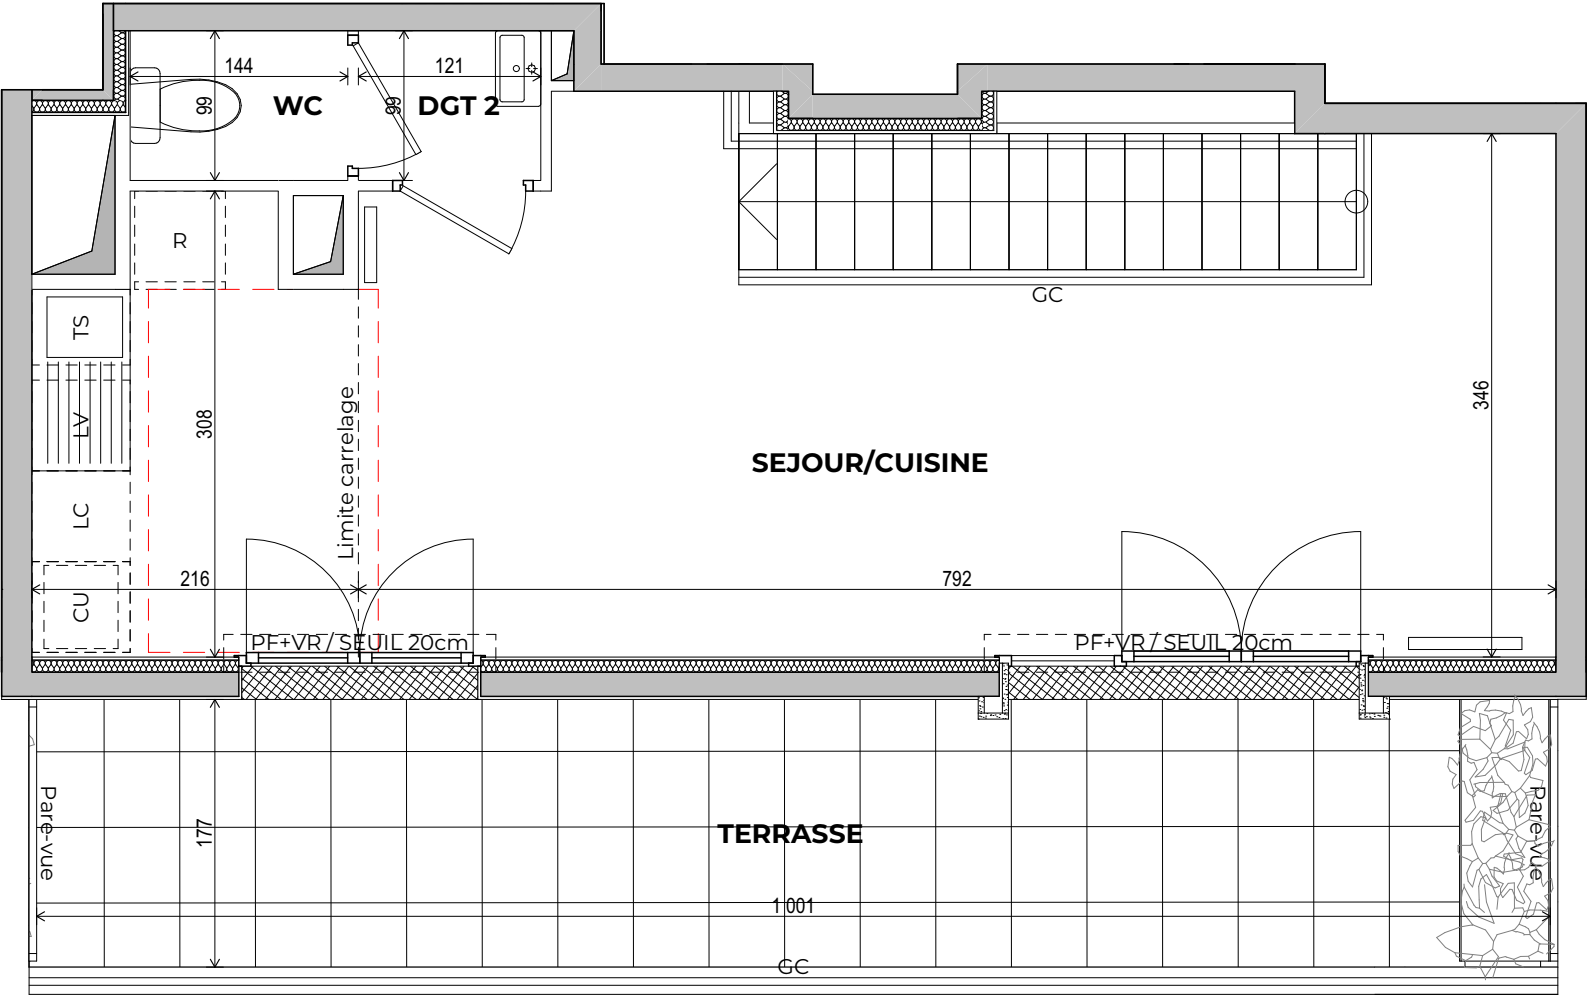 144
121
99
WC
99
DGT 2
R
GC
TS
308
LV
Limite carrelage
346
SEJOUR/CUISINE
LC
216
792
CU
PF+VR / SEUIL 20cm
PF+VR / SEUIL 20cm
Pare-vue
177
TERRASSE
Pare-vue
1 001
GC